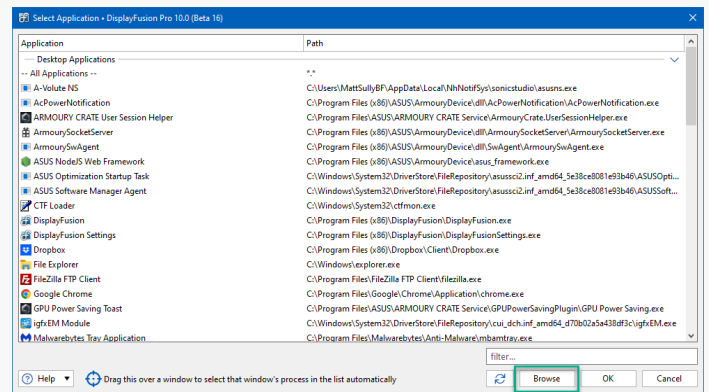 Select Application • DisplayFusion Pro 10.0 (Beta 16)
Application Path
Desktop Applications
-- All Applications -- *.*
A-Volute NS C:\Users\MattSullyBF\AppData\Local\NhNotifSys\sonicstudio\asusns.exe
AcPowerNotification C:\Program Files (x86)\ASUS\ArmouryDevice\dll\AcPowerNotification\AcPowerNotification.exe
ARMOURY CRATE User Session Helper C:\Program Files\ASUS\ARMOURY CRATE Service\ArmouryCrate.UserSessionHelper.exe
ArmourySocketServer C:\Program Files (x86)\ASUS\ArmouryDevice\dll\ArmourySocketServer\ArmourySocketServer.exe
ArmourySwAgent C:\Program Files (x86)\ASUS\ArmouryDevice\dll\SwAgent\ArmourySwAgent.exe
ASUS NodeJS Web Framework C:\Program Files (x86)\ASUS\ArmouryDevice\asus_framework.exe
ASUS Optimization Startup Task C:\Windows\System32\DriverStore\FileRepository\asussci2.inf_amd64_5e38ce8081e93b46\ASUSOpti...
ASUS Software Manager Agent C:\Windows\System32\DriverStore\FileRepository\asussci2.inf_amd64_5e38ce8081e93b46\ASUSSoft...
CTF Loader C:\Windows\System32\ctfmon.exe
DisplayFusion C:\Program Files (x86)\DisplayFusion\DisplayFusion.exe
DisplayFusion Settings C:\Program Files (x86)\DisplayFusion\DisplayFusionSettings.exe
Dropbox C:\Program Files (x86)\Dropbox\Client\Dropbox.exe
File Explorer C:\Windows\explorer.exe
FileZilla FTP Client C:\Program Files\FileZilla FTP Client\filezilla.exe
Google Chrome C:\Program Files\Google\Chrome\Application\chrome.exe
GPU Power Saving Toast C:\Program Files\ASUS\ARMOURY CRATE Service\GPUPowerSavingPlugin\GPU Power Saving.exe
igfxEM Module C:\Windows\System32\DriverStore\FileRepository\cui_dch.inf_amd64_d70b02a5a438df3c\igfxEM.exe
Malwarebytes Tray Application C:\Program Files\Malwarebytes\Anti-Malware\mbamtray.exe
filter...
Help Drag this over a window to select that window's process in the list automatically Browse OK Cancel